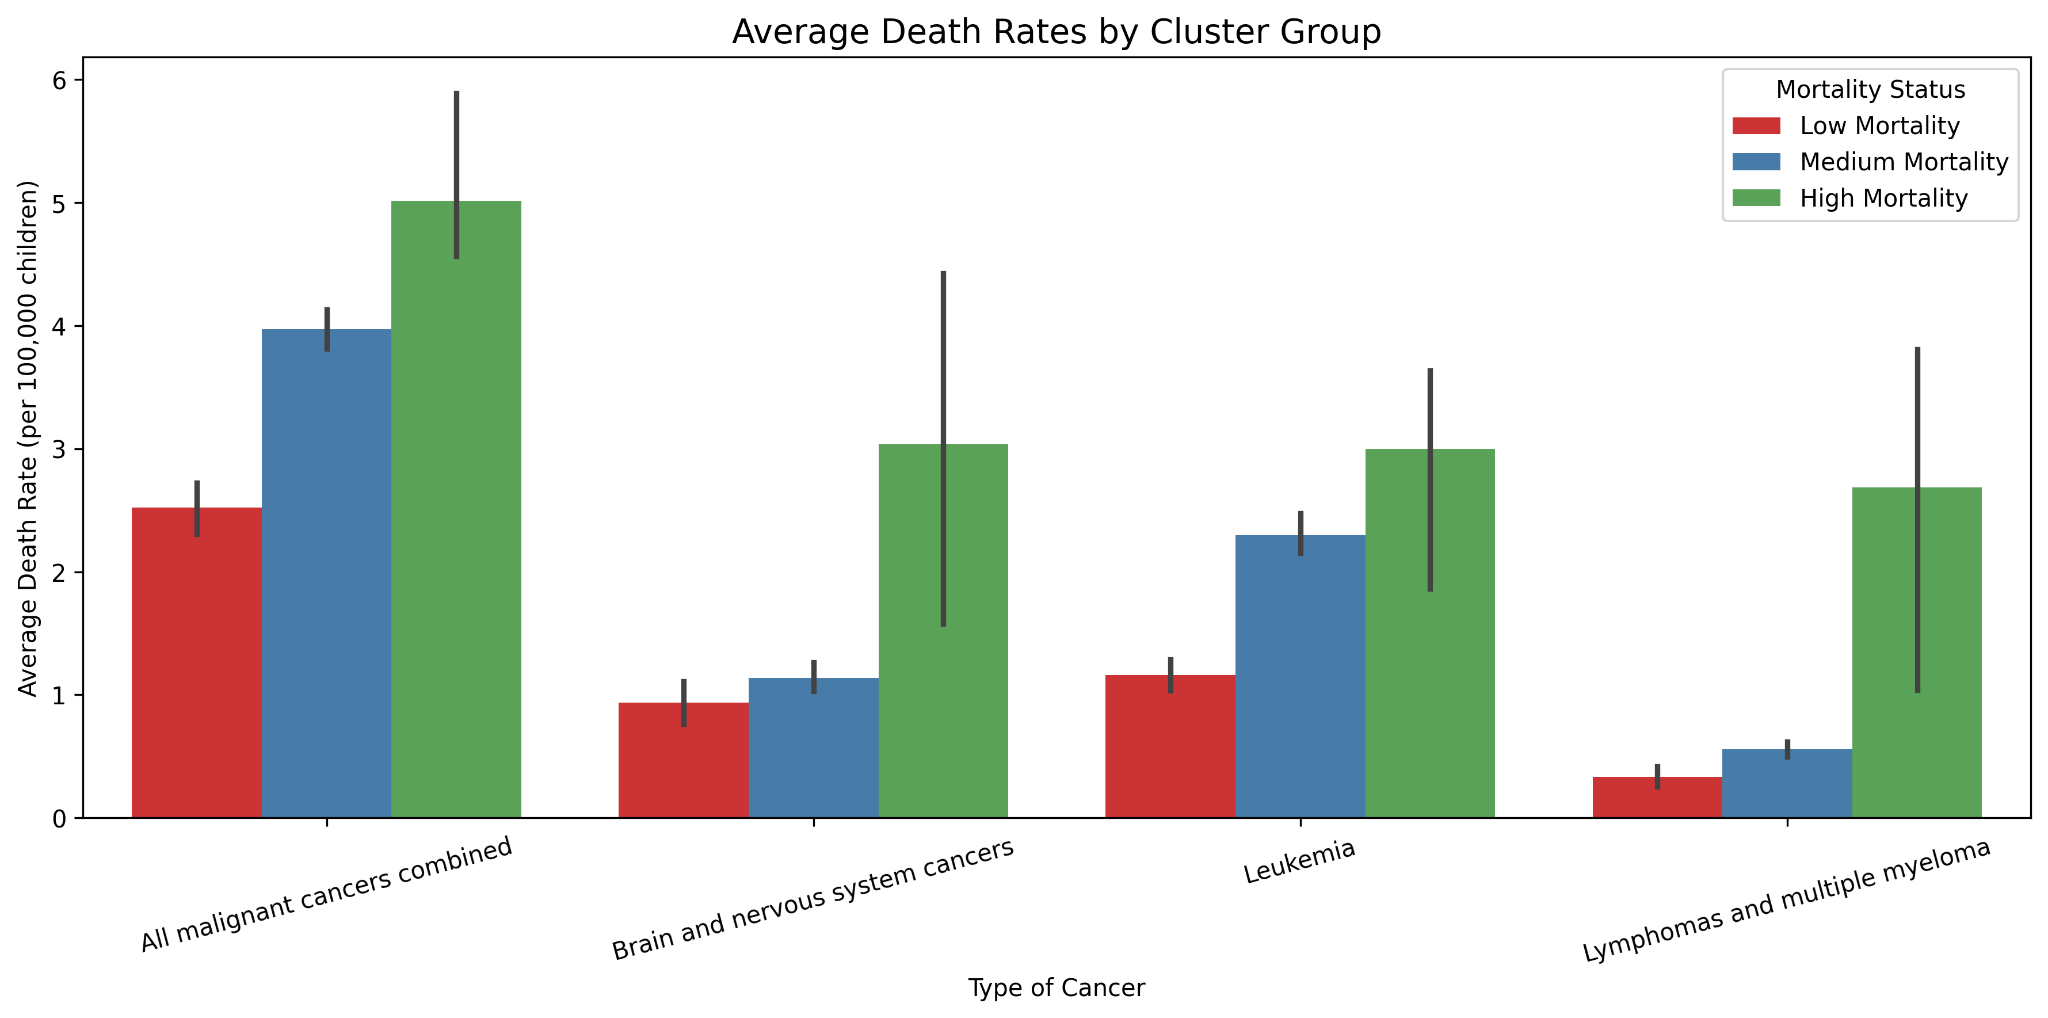 Average Death Rates by Cluster Group
Average Death Rate (per 100,000 children)
6
5
4
3
2
1
0
Mortality Status
Low Mortality
Medium Mortality
High Mortality
All malignant cancers combined
Brain and nervous system cancers
Leukemia
Lymphomas and multiple myeloma
Type of Cancer